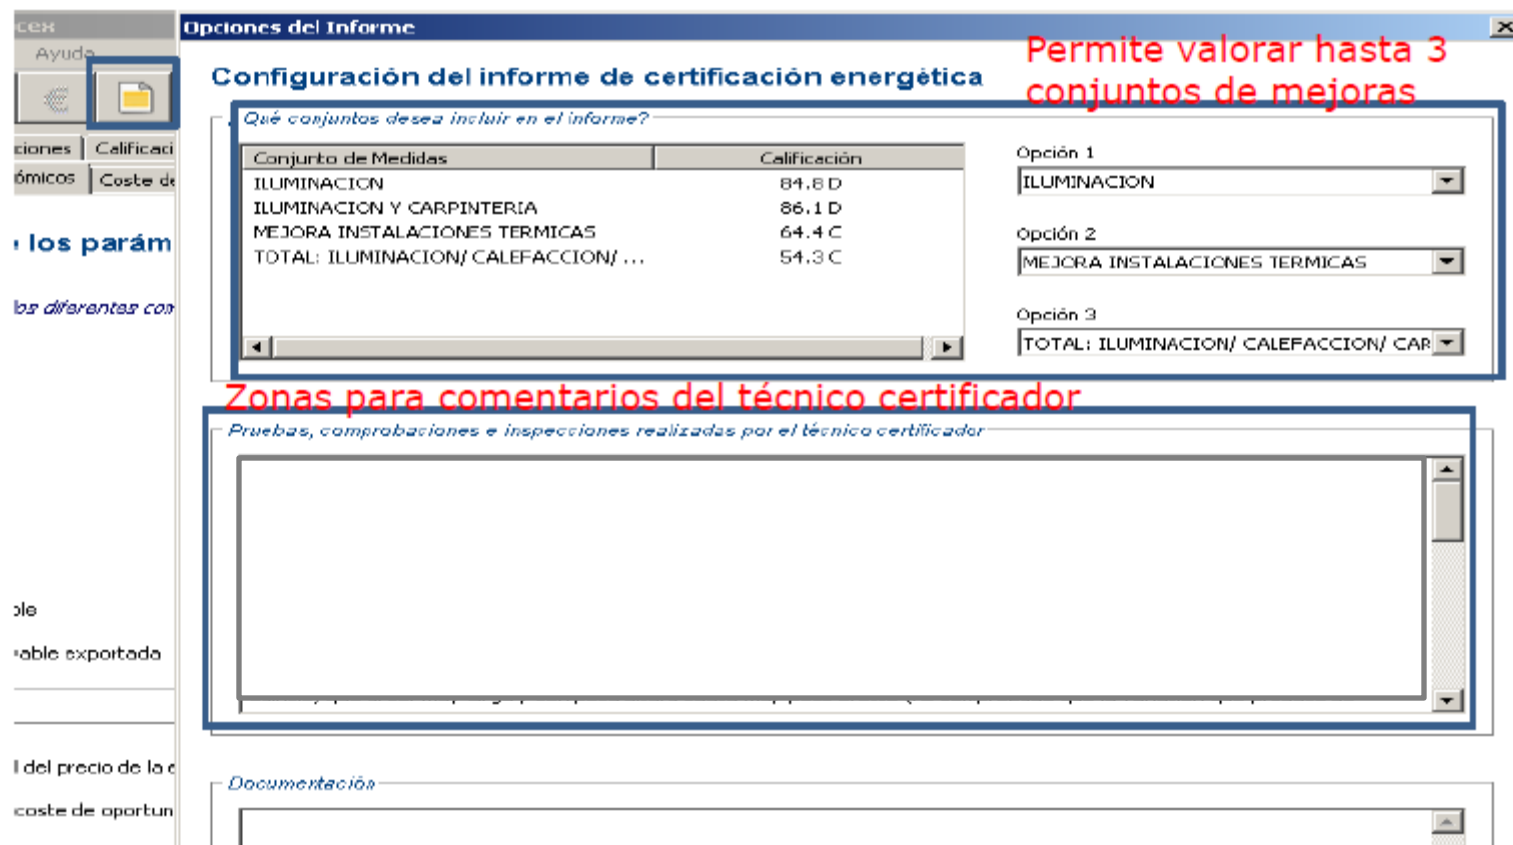 cex
Opciones del Informe
Ayuda
Permite valorar hasta 3
conjuntos de mejoras
Configuración del informe de certificación energética
Qué conjuntos desea incluir en el informe?
ciones
Calificaci
Conjunto de Medidas
Calificación
Opción 1
ómicos
Coste de
ILUMINACION
84.8 D
ILUMINACION
ILUMINACION Y CARPINTERIA
86.1 D
MEJORA INSTALACIONES TERMICAS
64.4 C
Opción 2
los parám
TOTAL: ILUMINACION/ CALEFACCION/ ...
54.3 C
MEJORA INSTALACIONES TERMICAS
los diferentes con
Opción 3
TOTAL: ILUMINACION/ CALEFACCION/ CAR
Zonas para comentarios del técnico certificador
Pruebas, comprobaciones e inspecciones realizadas por el técnico certificador
ble
able exportada
l del precio de la e
Documentación
coste de oportun